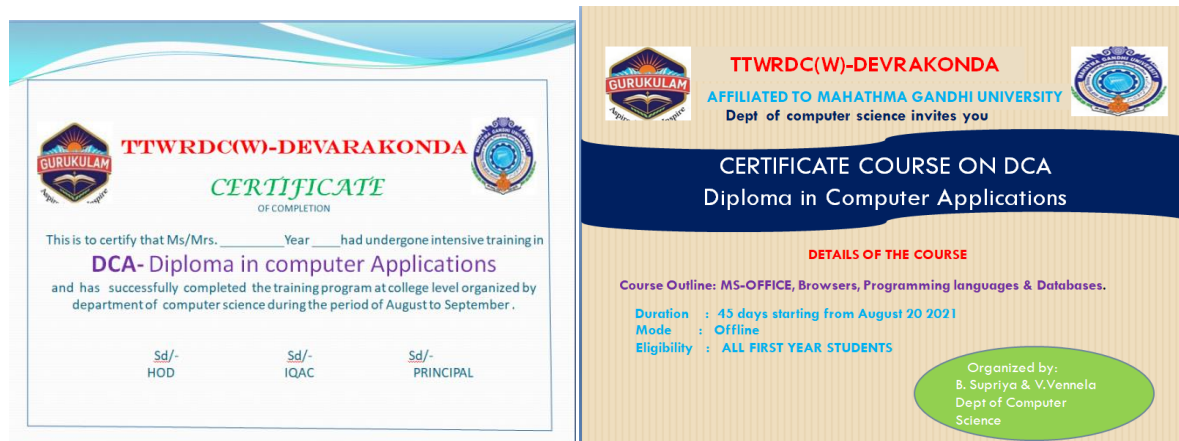 GURUKULAM
TTWRDC(W)-DEVARAKONDA
CERTIFICATE
OF COMPLETION
This is to certify that Ms/Mrs. __________ Year ____ had undergone intensive training in
DCA- Diploma in computer Applications
and has successfully completed the training program at college level organized by
department of computer science during the period of August to September .
Sd/- Sd/- Sd/-
HOD IQAC PRINCIPAL
GURUKULAM
TTWRDC(W)-DEVRAKONDA
AFFILIATED TO MAHATHMA GANDHI UNIVERSITY
Dept of computer science invites you
CERTIFICATE COURSE ON DCA
Diploma in Computer Applications
DETAILS OF THE COURSE
Course Outline: MS-OFFICE, Browsers, Programming languages & Databases.
Duration : 45 days starting from August 20 2021
Mode : Offline
Eligibility : ALL FIRST YEAR STUDENTS
Organized by:
B. Supriya & V.Vennela
Dept of Computer
Science